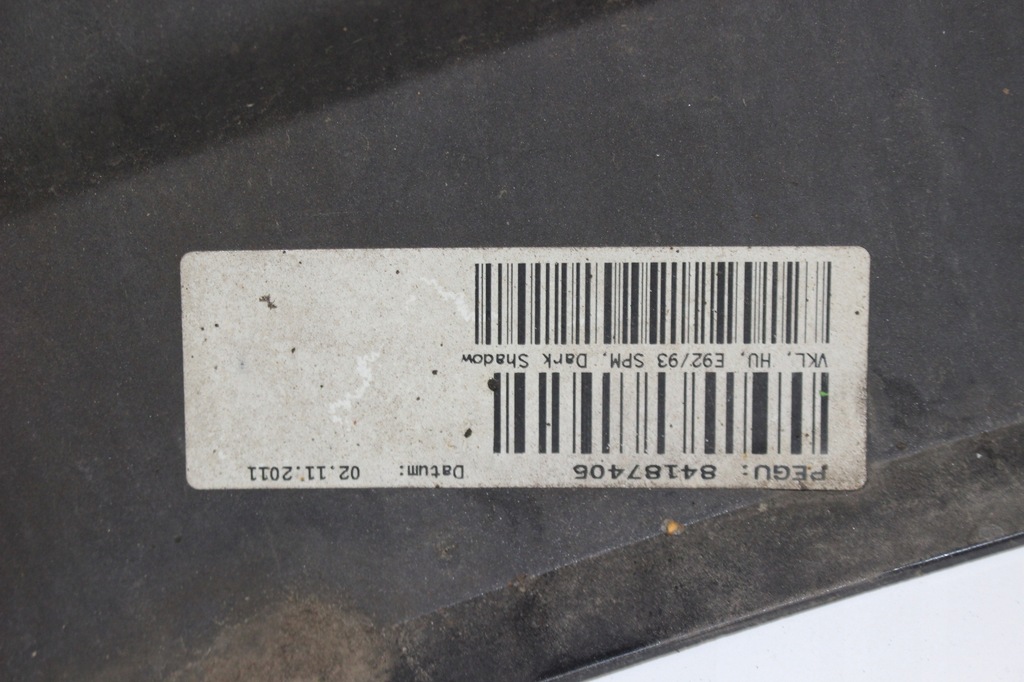 PEGU: 84187406 Datum: 02.11.2011
VKL, HU, E92/93 SPM, Dark Shadow